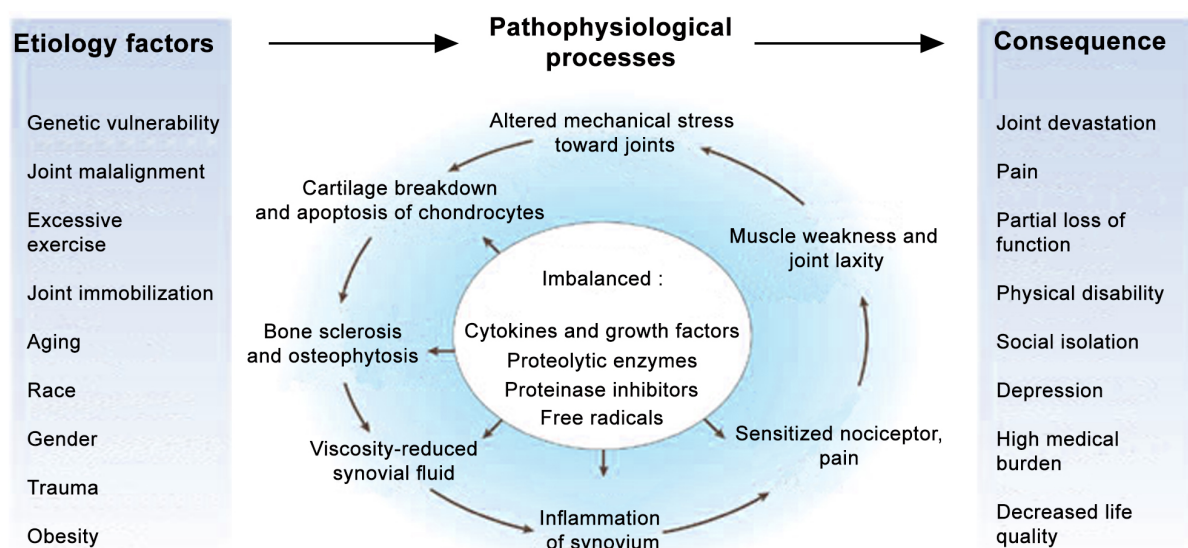 Etiology factors
Genetic vulnerability
Joint malalignment
Excessive
exercise
Joint immobilization
Aging
Race
Gender
Trauma
Obesity
Pathophysiological
processes
Altered mechanical stress
toward joints
Cartilage breakdown
and apoptosis of chondrocytes
Bone sclerosis
and osteophytosis
Viscosity-reduced
synovial fluid
Inflammation
of synovium
Sensitized nociceptor,
pain
Muscle weakness and
joint laxity
Imbalanced :
Cytokines and growth factors
Proteolytic enzymes
Proteinase inhibitors
Free radicals
Consequence
Joint devastation
Pain
Partial loss of
function
Physical disability
Social isolation
Depression
High medical
burden
Decreased life
quality